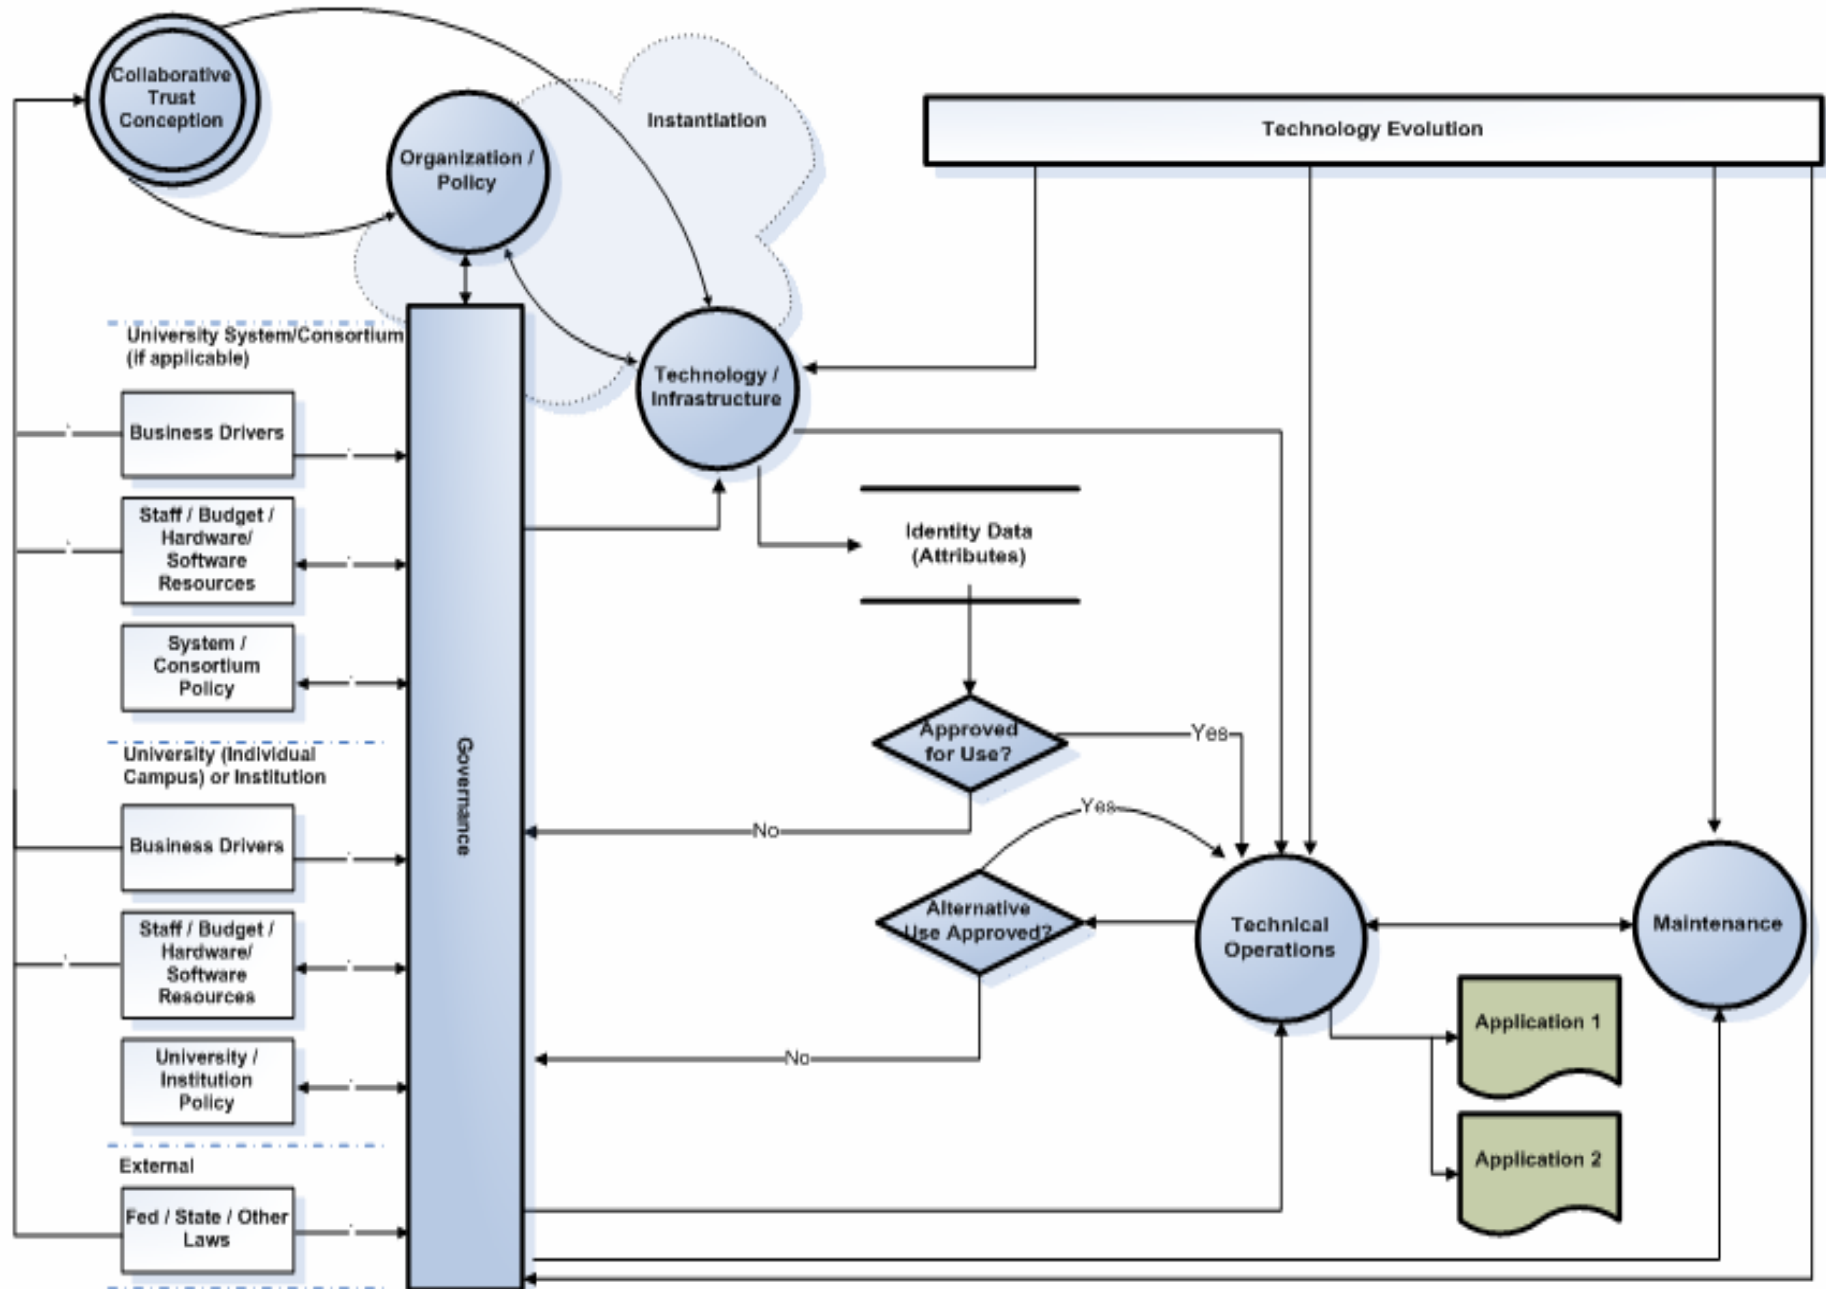 Collaborative
Trust
Conception
Organization /
Policy
Instantiation
Technology Evolution
Technology /
Infrastructure
University System/Consortium
(if applicable)
Business Drivers
Staff / Budget /
Hardware/
Software
Resources
System /
Consortium
Policy
University (Individual
Campus) or Institution
Business Drivers
Staff / Budget /
Hardware/
Software
Resources
University /
Institution
Policy
External
Fed / State / Other
Laws
Governance
Identity Data
(Attributes)
Approved
for Use?
Yes
No
Yes
Alternative
Use Approved?
No
Technical
Operations
Maintenance
Application 1
Application 2